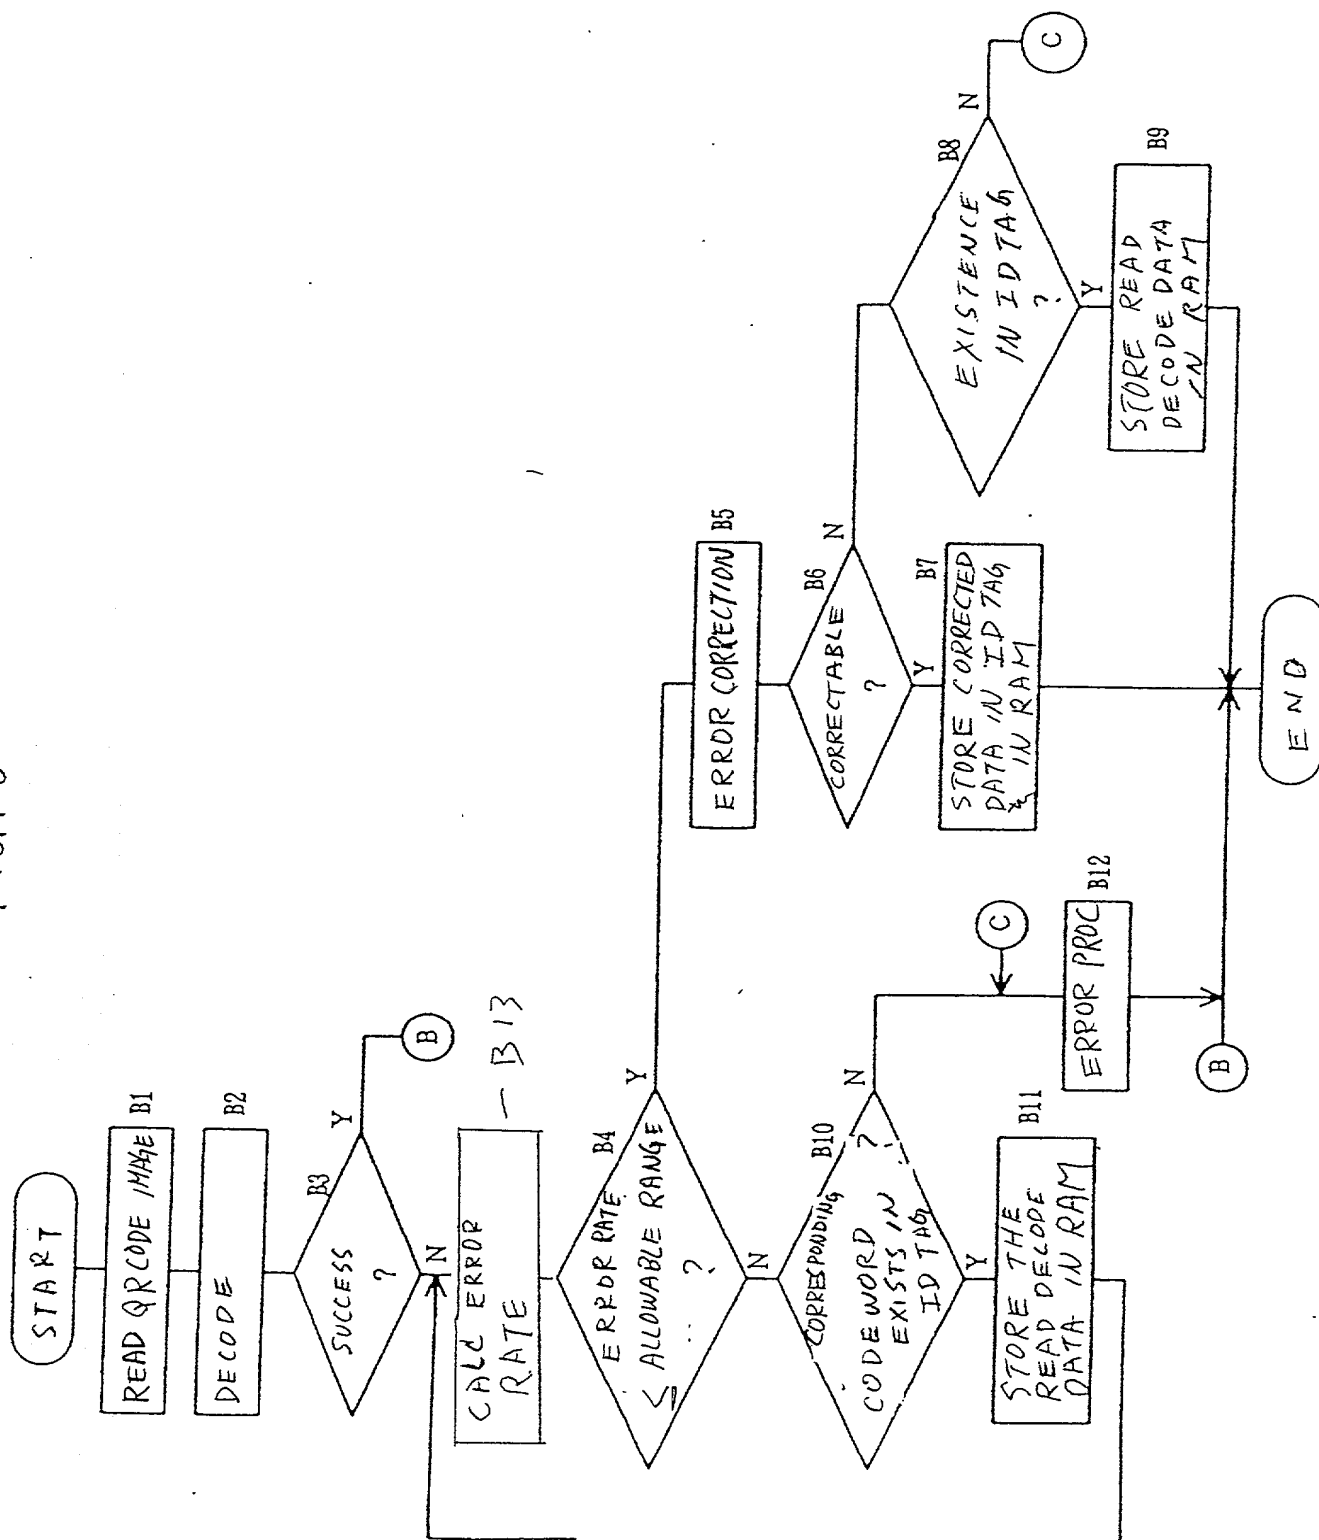 START
READ QR CODE IMAGE
B1
DECODE
B2
SUCCESS
?
B3
Y
B
N
CALC ERROR
RATE
B13
ERROR RATE
≦ ALLOWABLE RANGE
?
B4
Y
N
CORRESPONDING
CODEWORD ?
EXISTS IN
ID TAG
B10
N
Y
STORE THE
READ DECODE
DATA IN RAM
B11
C
ERROR PROC
B12
B
ERROR CORRECTION
B5
CORRECTABLE
?
B6
N
Y
STORE CORRECTED
DATA IN ID TAG
& IN RAM
B7
EXISTENCE
IN ID TAG
?
B8
N
C
Y
STORE READ
DECODE DATA
IN RAM
B9
END